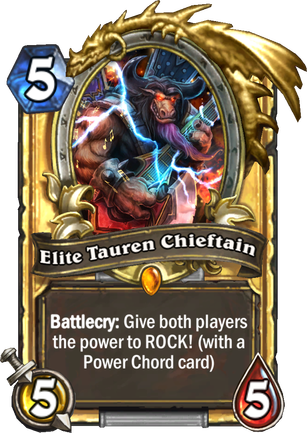 5
Elite Tauren Chieftain
Battlecry: Give both players
the power to ROCK! (with a
Power Chord card)
5
5